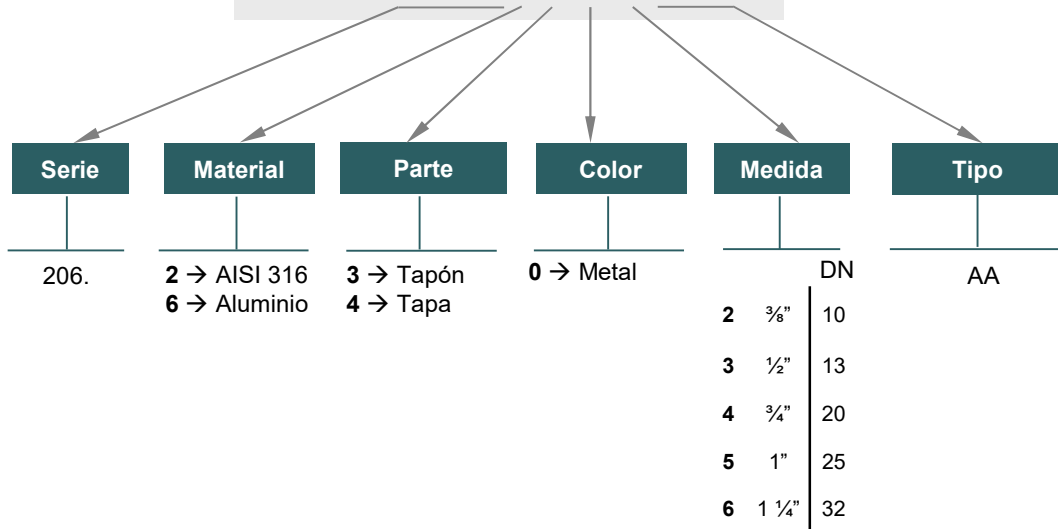 Serie Material Parte Color Medida Tipo
206. 2 → AISI 316 3 → Tapón 0 → Metal DN AA
6 → Aluminio 4 → Tapa
2 ⅜” 10
3 ½” 13
4 ¾” 20
5 1” 25
6 1 ¼” 32